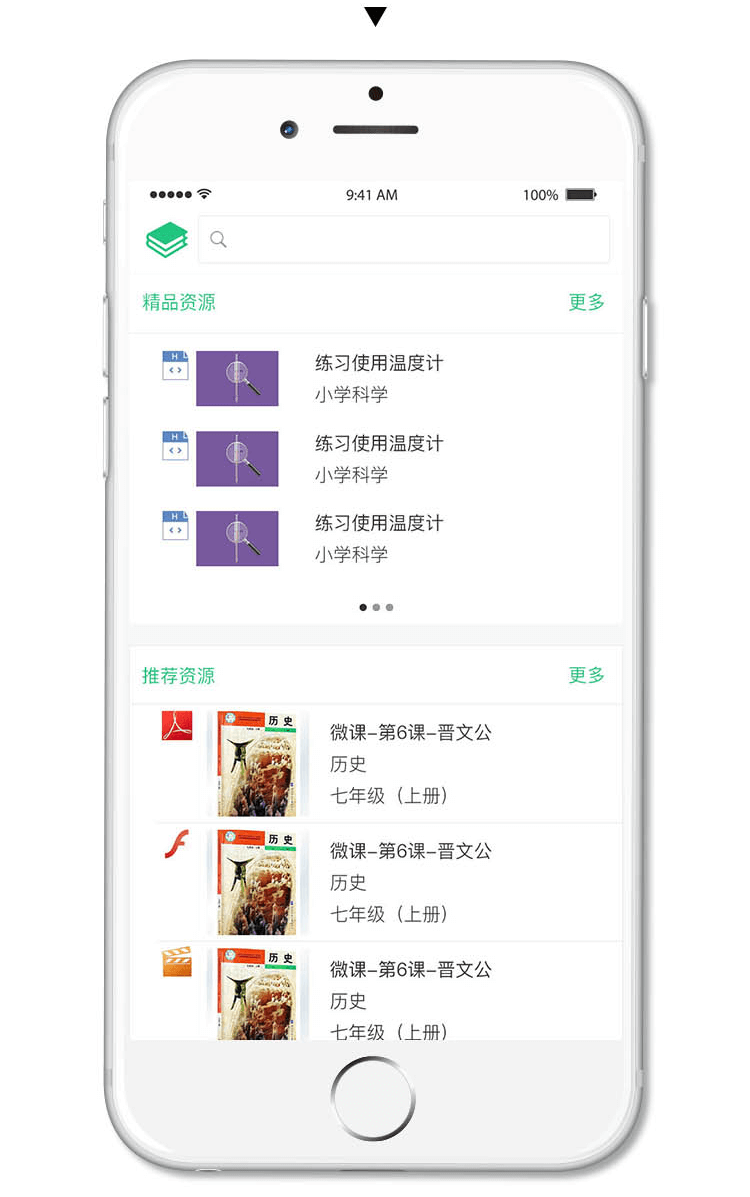 9:41 AM 100%
精品资源 更多
H
练习使用温度计
小学科学
H
练习使用温度计
小学科学
H
练习使用温度计
小学科学
推荐资源 更多
历史
微课-第6课-晋文公
历史
七年级（上册）
历史
微课-第6课-晋文公
历史
七年级（上册）
历史
微课-第6课-晋文公
历史
七年级（上册）